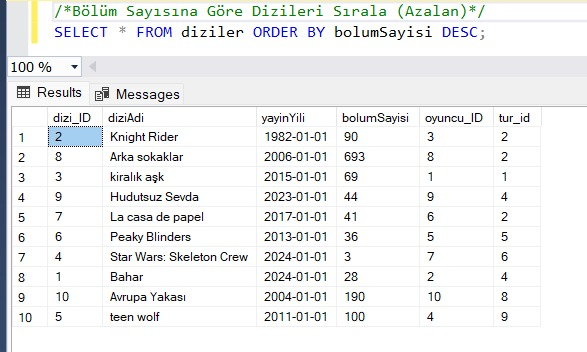 /*Bölüm Sayısına Göre Dizileri Sırala (Azalan)*/
SELECT * FROM diziler ORDER BY bolumSayisi DESC;
100 %
Results Messages
dizi_ID diziAdi yayinYili bolumSayisi oyuncu_ID tur_id
1 2 Knight Rider 1982-01-01 90 3 2
2 8 Arka sokaklar 2006-01-01 693 8 2
3 3 kiralık aşk 2015-01-01 69 1 1
4 9 Hudutsuz Sevda 2023-01-01 44 9 4
5 7 La casa de papel 2017-01-01 41 6 2
6 6 Peaky Blinders 2013-01-01 36 5 5
7 4 Star Wars: Skeleton Crew 2024-01-01 3 7 6
8 1 Bahar 2024-01-01 28 2 4
9 10 Avrupa Yakası 2004-01-01 190 10 8
10 5 teen wolf 2011-01-01 100 4 9